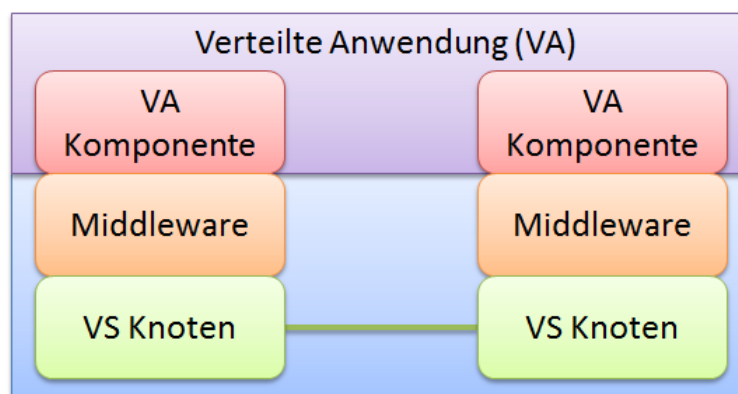 Verteilte Anwendung (VA)
VA
Komponente
VA
Komponente
Middleware
Middleware
VS Knoten
VS Knoten